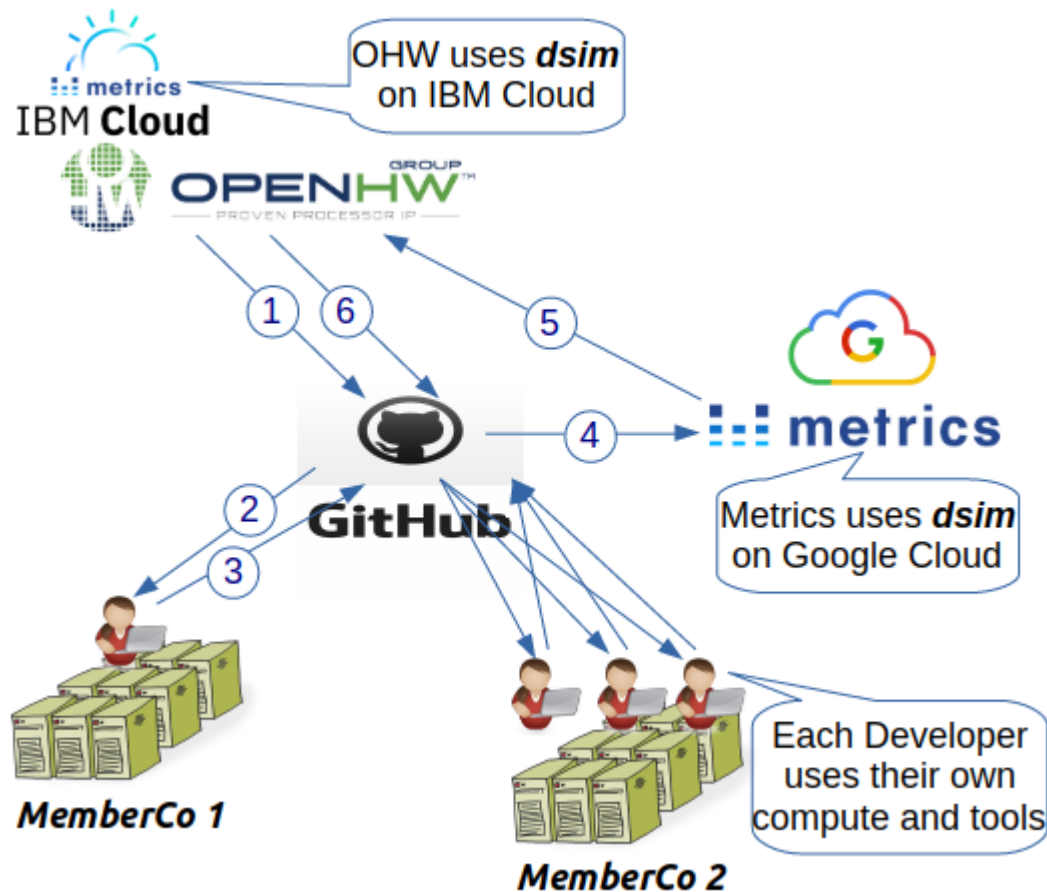 OHW uses dsim
on IBM Cloud
metrics
IBM Cloud
GROUP
OPENHW™
PROVEN PROCESSOR IP
1
6
5
G
4
metrics
GitHub
2
3
Metrics uses dsim
on Google Cloud
Each Developer
uses their own
compute and tools
MemberCo 1
MemberCo 2